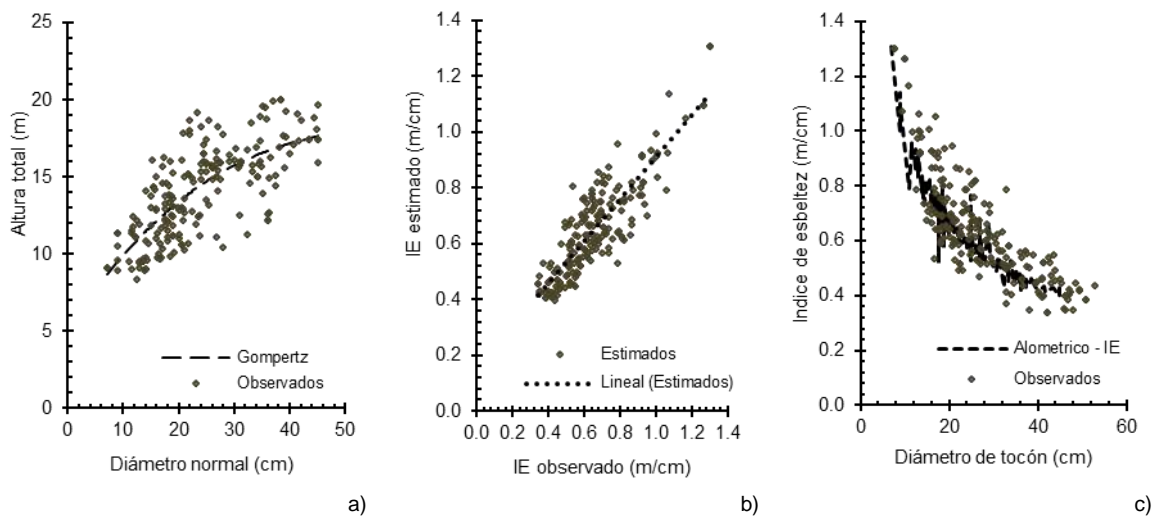 25
20
15
10
5
0
Altura total (m)
Gompertz
Observados
0 10 20 30 40 50
Diámetro normal (cm)
a)
1.4
1.2
1.0
0.8
0.6
0.4
0.2
0.0
IE estimado (m/cm)
Estimados
Lineal (Estimados)
0.0 0.2 0.4 0.6 0.8 1.0 1.2 1.4
IE observado (m/cm)
b)
1.4
1.2
1.0
0.8
0.6
0.4
0.2
0.0
Indice de esbeltez (m/cm)
Alometrico - IE
Observados
0 20 40 60
Diámetro de tocón (cm)
c)